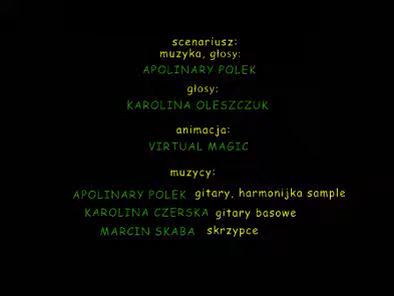 scenariusz:
muzyka, głosy:
APOLINARY POLEK
głosy:
KAROLINA OLESZCZUK
animacja:
VIRTUAL MAGIC
muzycy:
APOLINARY POLEK gitary, harmonijka sample
KAROLINA CZERSKA gitary basowe
MARCIN SKABA skrzypce